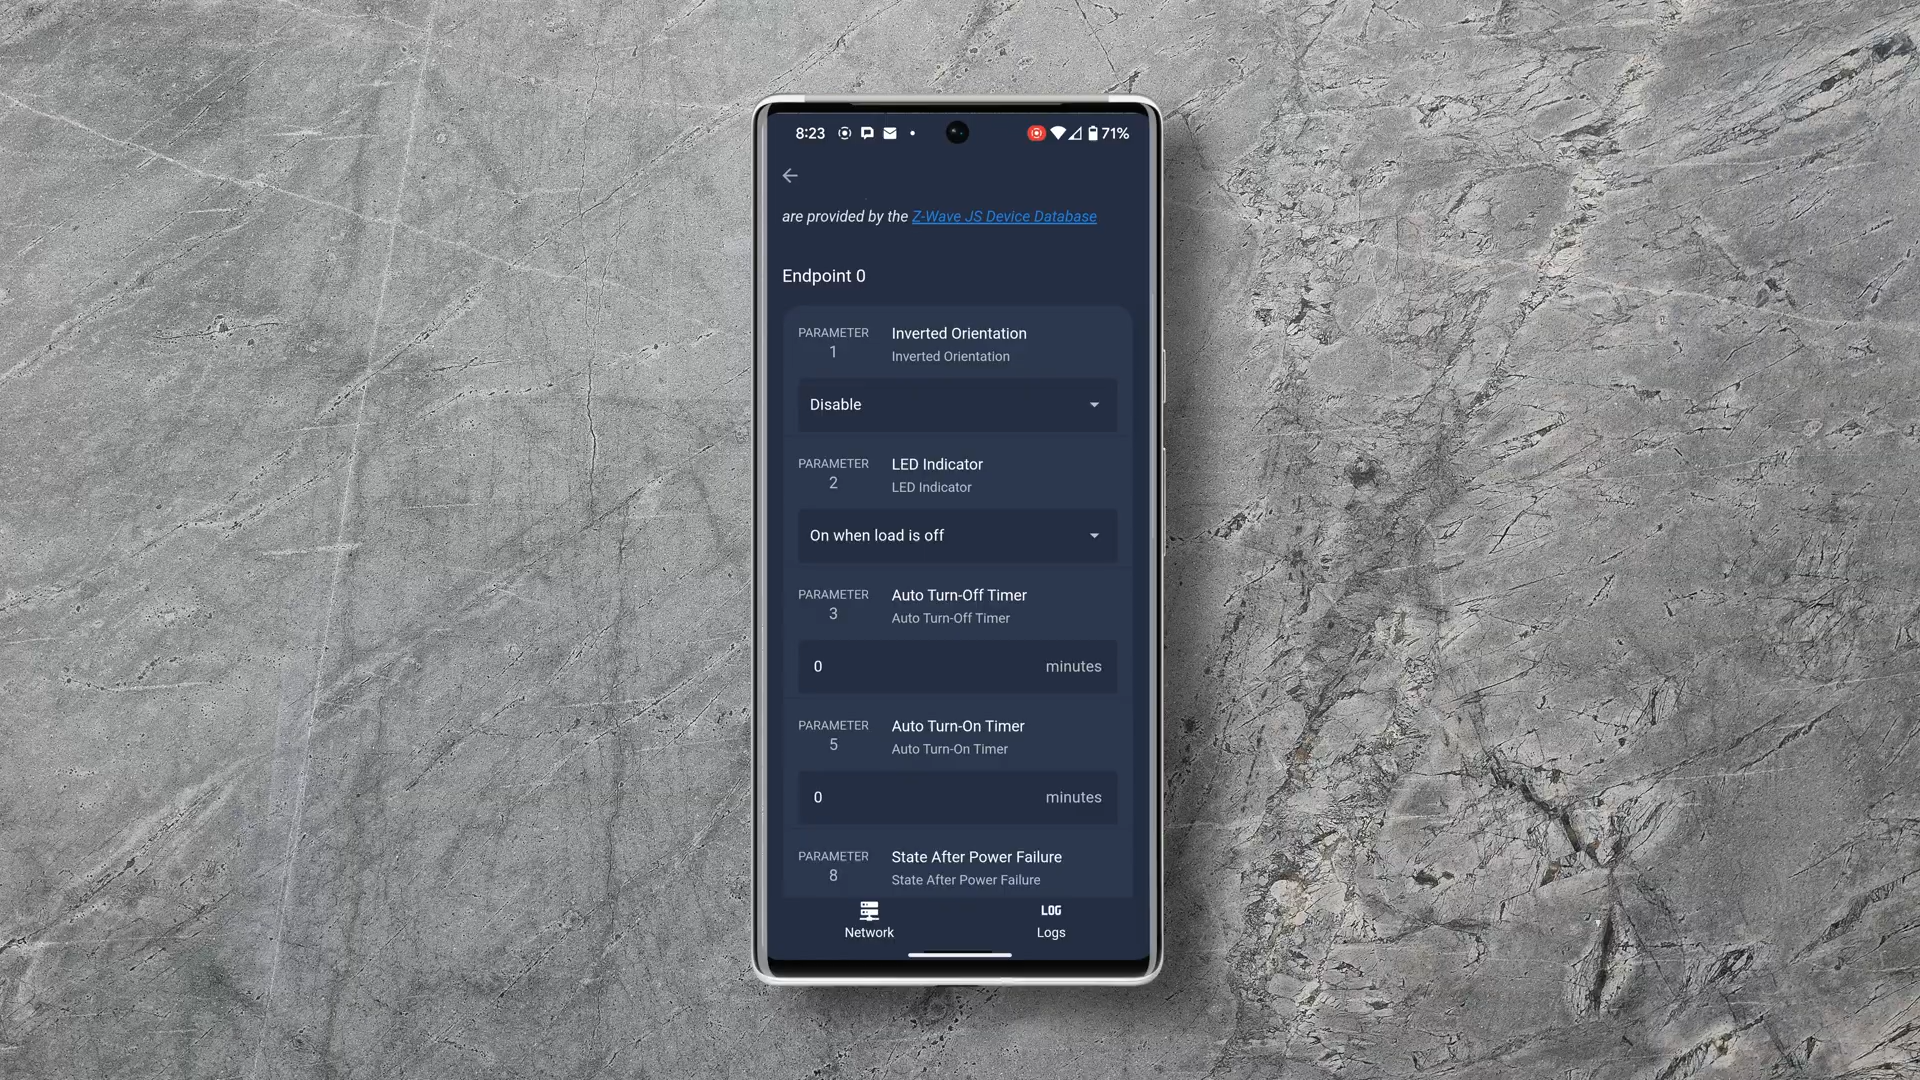 8:23
71%
are provided by the Z-Wave JS Device Database
Endpoint 0
PARAMETER
1
Inverted Orientation
Inverted Orientation
Disable
PARAMETER
2
LED Indicator
LED Indicator
On when load is off
PARAMETER
3
Auto Turn-Off Timer
Auto Turn-Off Timer
0 minutes
PARAMETER
5
Auto Turn-On Timer
Auto Turn-On Timer
0 minutes
PARAMETER
8
State After Power Failure
State After Power Failure
LOG
Network
Logs